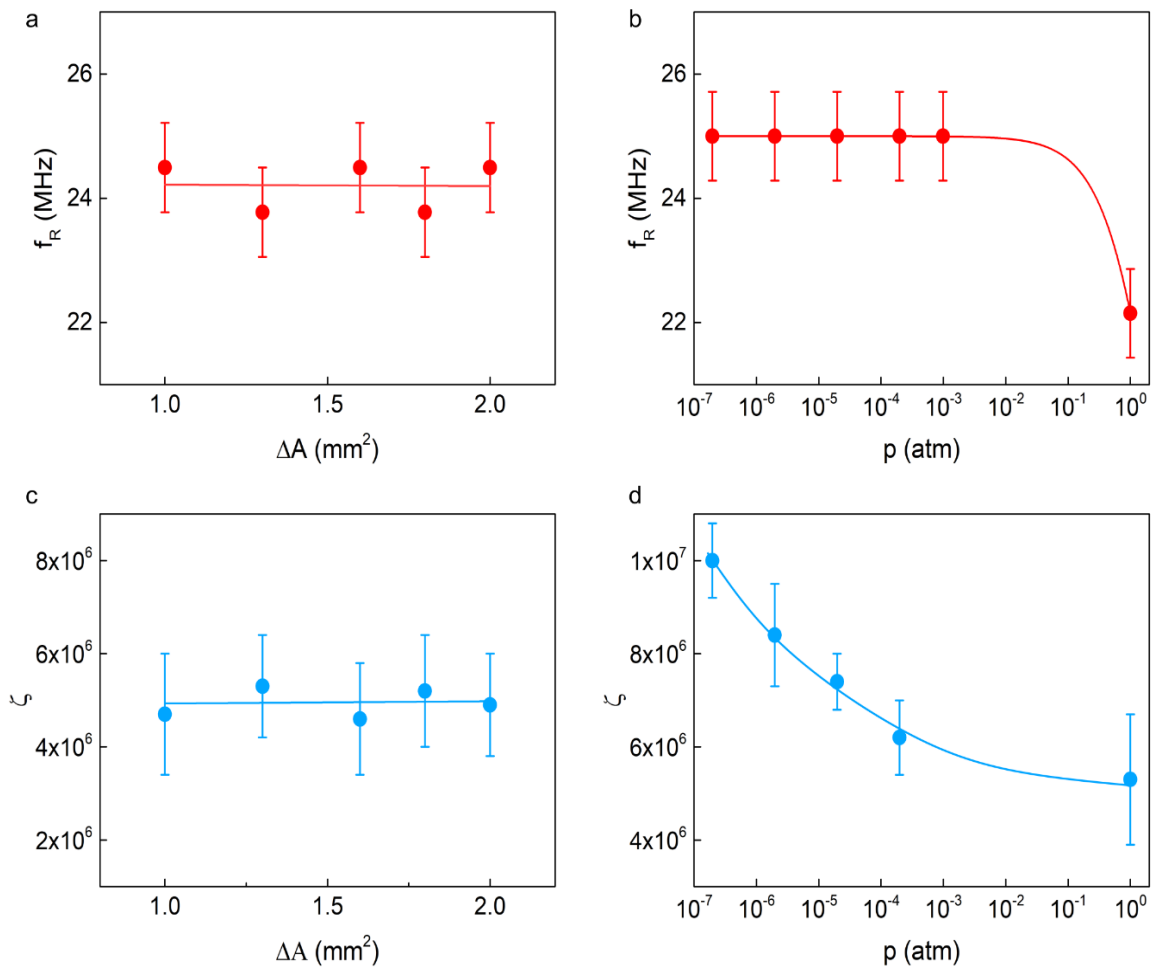 a
26
24
22
f_R (MHz)
1.0 1.5 2.0
ΔA (mm²)
b
26
24
22
f_R (MHz)
10⁻⁷ 10⁻⁶ 10⁻⁵ 10⁻⁴ 10⁻³ 10⁻² 10⁻¹ 10⁰
p (atm)
c
8x10⁶
6x10⁶
4x10⁶
2x10⁶
ζ
1.0 1.5 2.0
ΔA (mm²)
d
1x10⁷
8x10⁶
6x10⁶
4x10⁶
ζ
10⁻⁷ 10⁻⁶ 10⁻⁵ 10⁻⁴ 10⁻³ 10⁻² 10⁻¹ 10⁰
p (atm)